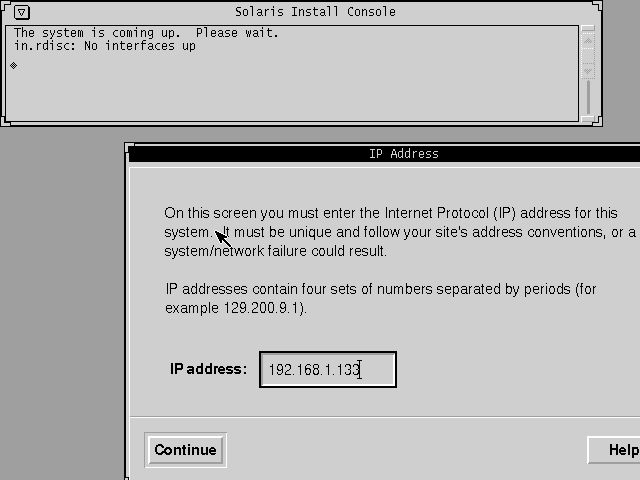 Solaris Install Console
The system is coming up.  Please wait.
in.rdisc: No interfaces up
IP Address
On this screen you must enter the Internet Protocol (IP) address for this
system.  It must be unique and follow your site's address conventions, or a
system/network failure could result.
IP addresses contain four sets of numbers separated by periods (for
example 129.200.9.1).
IP address: 192.168.1.133
Continue
Help